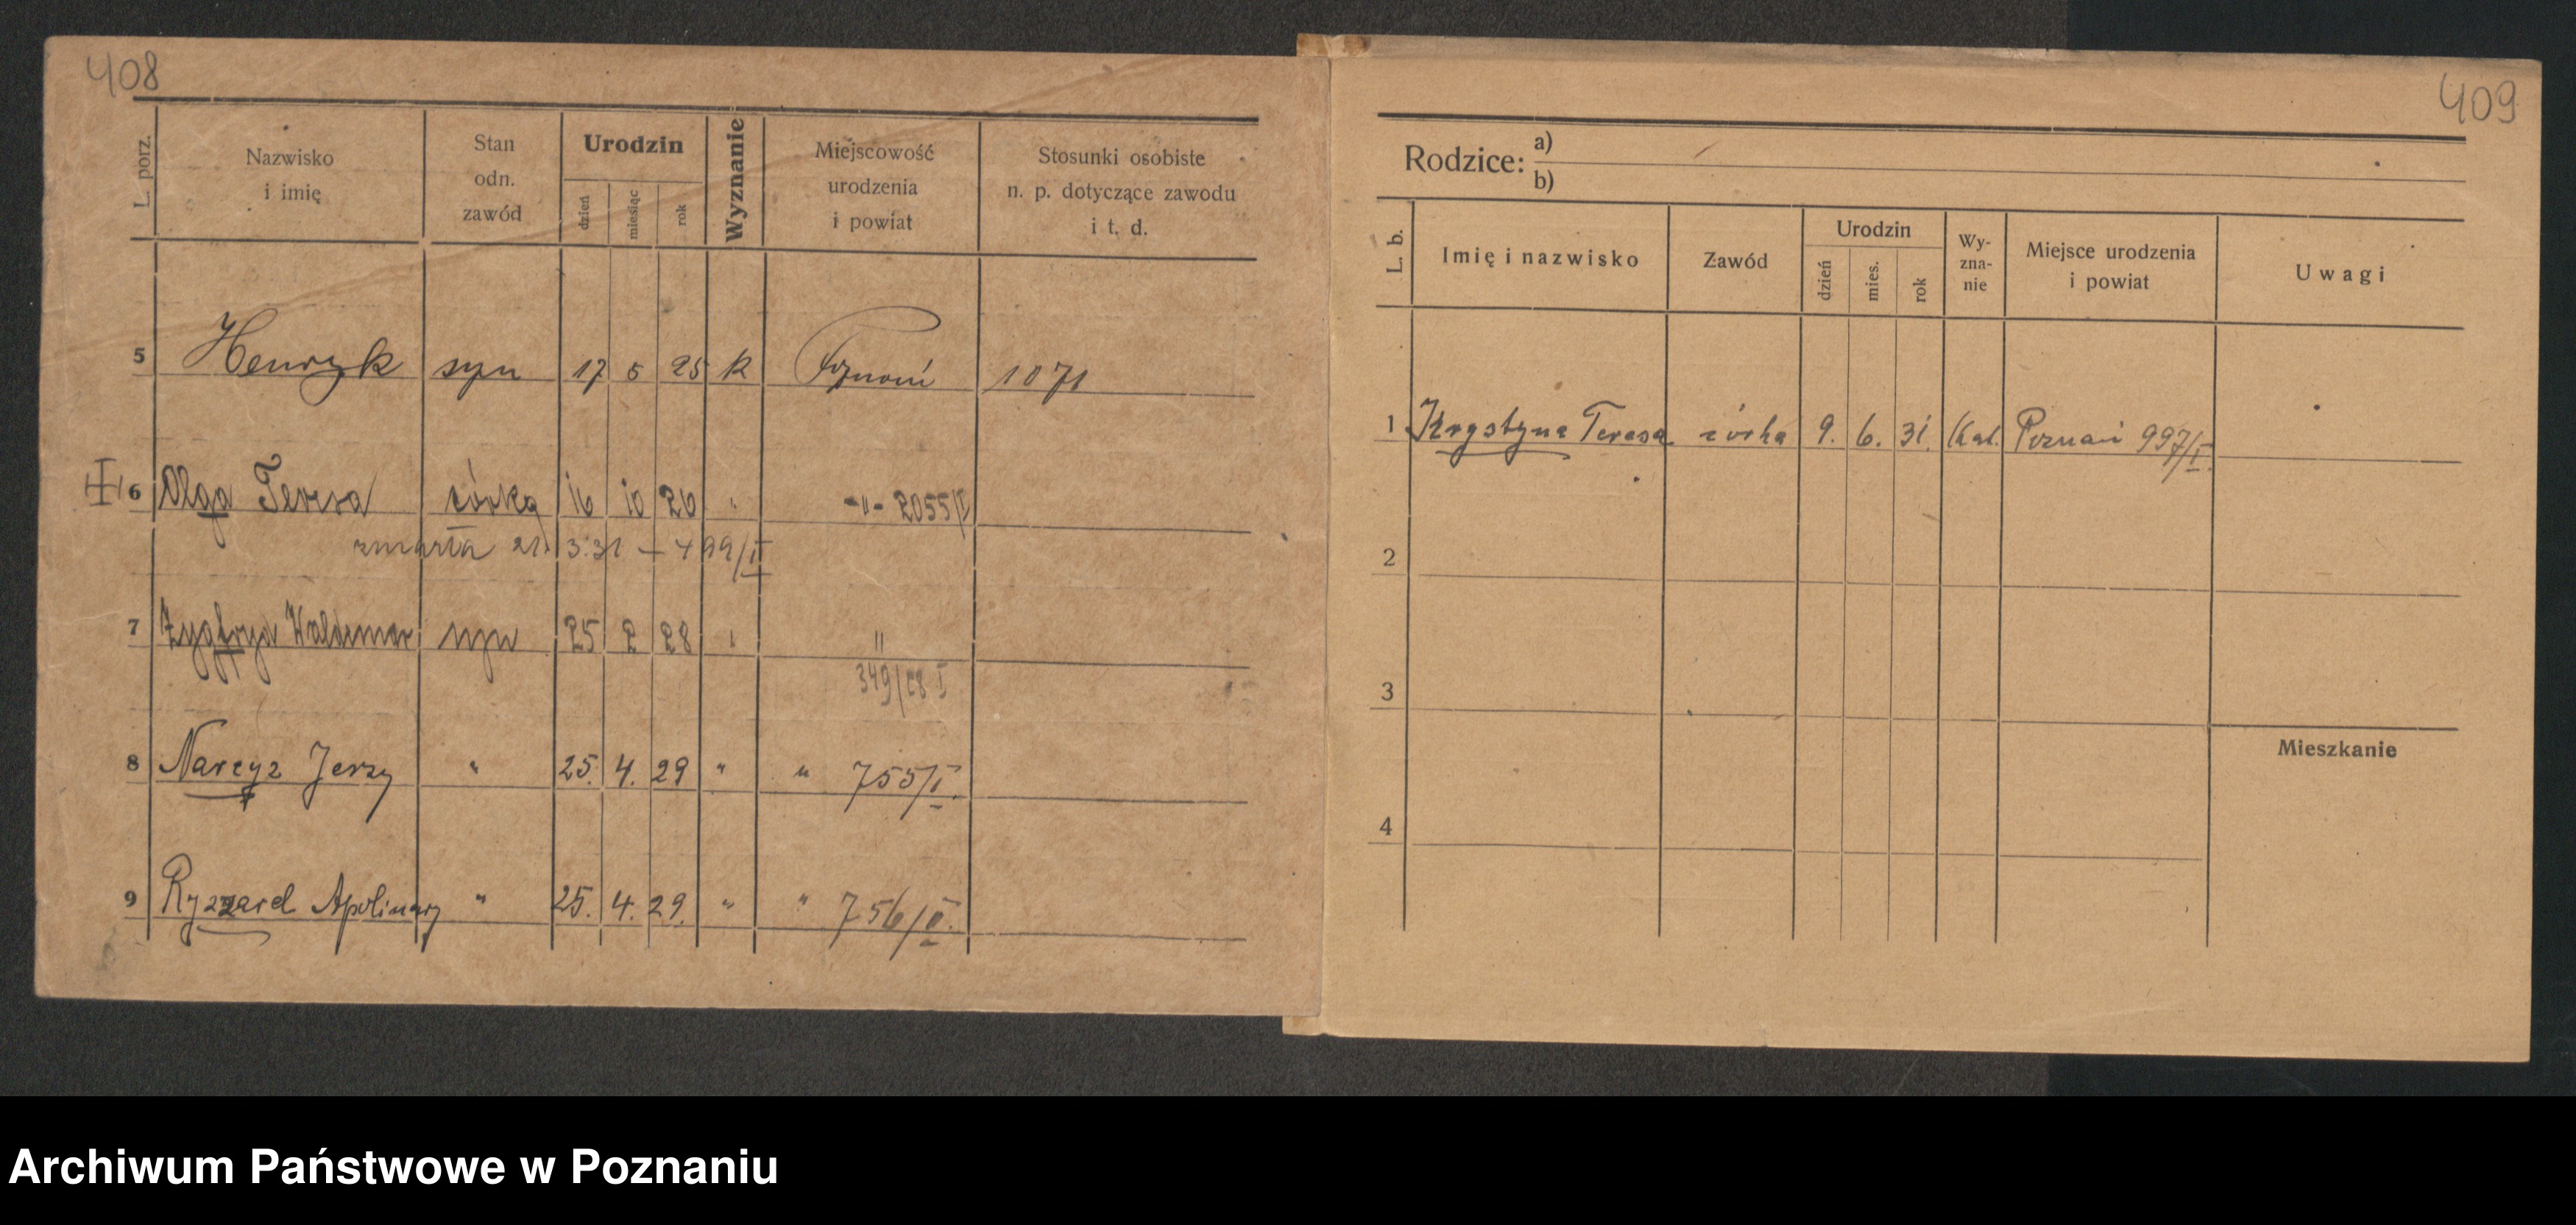 408
L. porz.
Nazwisko i imię
Stan odn. zawód
Urodzin
dzień miesiąc rok
Wyznanie
Miejscowość urodzenia i powiat
Stosunki osobiste n. p. dotyczące zawodu i t. d.
5 Henryk syn 17 5 25 k Poznań 1071
6 Olga Teresa córka 16 10 26 " -"- 2055/I
zmarła 21. 3.31 - 499/II
7 Zygfryd Waldemar syn 25 2 28 " "
349/28 I
8 Narcyz Jerzy " 25. 4. 29 " " 755/I.
9 Ryszard Apolinary " 25. 4. 29. " " 756/I.
409
Rodzice: a)
b)
L. b.
Imię i nazwisko
Zawód
Urodzin
dzień mies. rok
Wy-
zna-
nie
Miejsce urodzenia i powiat
Uwagi
1 Krystyna Teresa córka 9. 6. 31. Kat. Poznań 997/I.
2
3
Mieszkanie
4
Archiwum Państwowe w Poznaniu